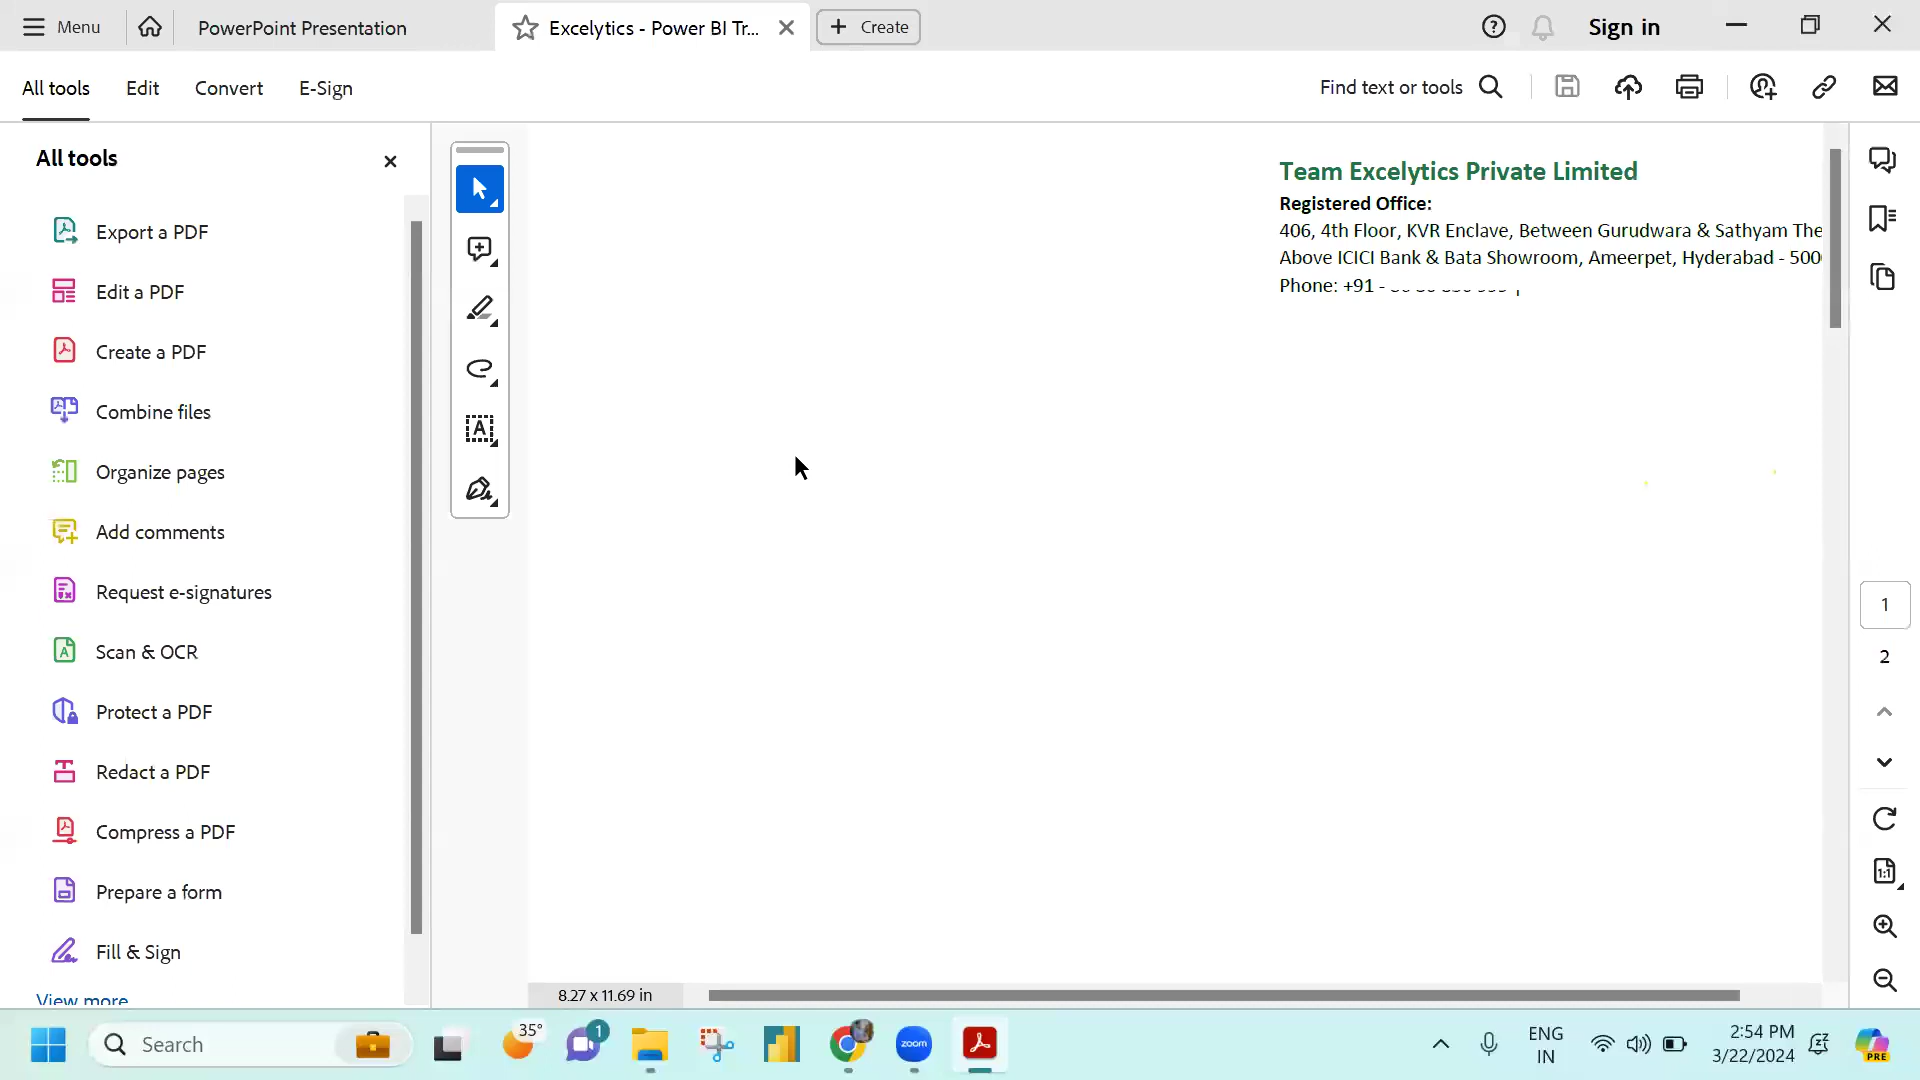 Menu
PowerPoint Presentation
Excelytics - Power BI Tr...
Create
Sign in
All tools
Edit
Convert
E-Sign
Find text or tools
All tools
Export a PDF
Edit a PDF
Create a PDF
Combine files
Organize pages
Add comments
Request e-signatures
Scan & OCR
Protect a PDF
Redact a PDF
Compress a PDF
Prepare a form
Fill & Sign
View more
Team Excelytics Private Limited
Registered Office:
406, 4th Floor, KVR Enclave, Between Gurudwara & Sathyam The
Above ICICI Bank & Bata Showroom, Ameerpet, Hyderabad - 500
Phone: +91 -
1
2
8.27 x 11.69 in
Search
35°
1
zoom
ENG
IN
2:54 PM
3/22/2024
PRE